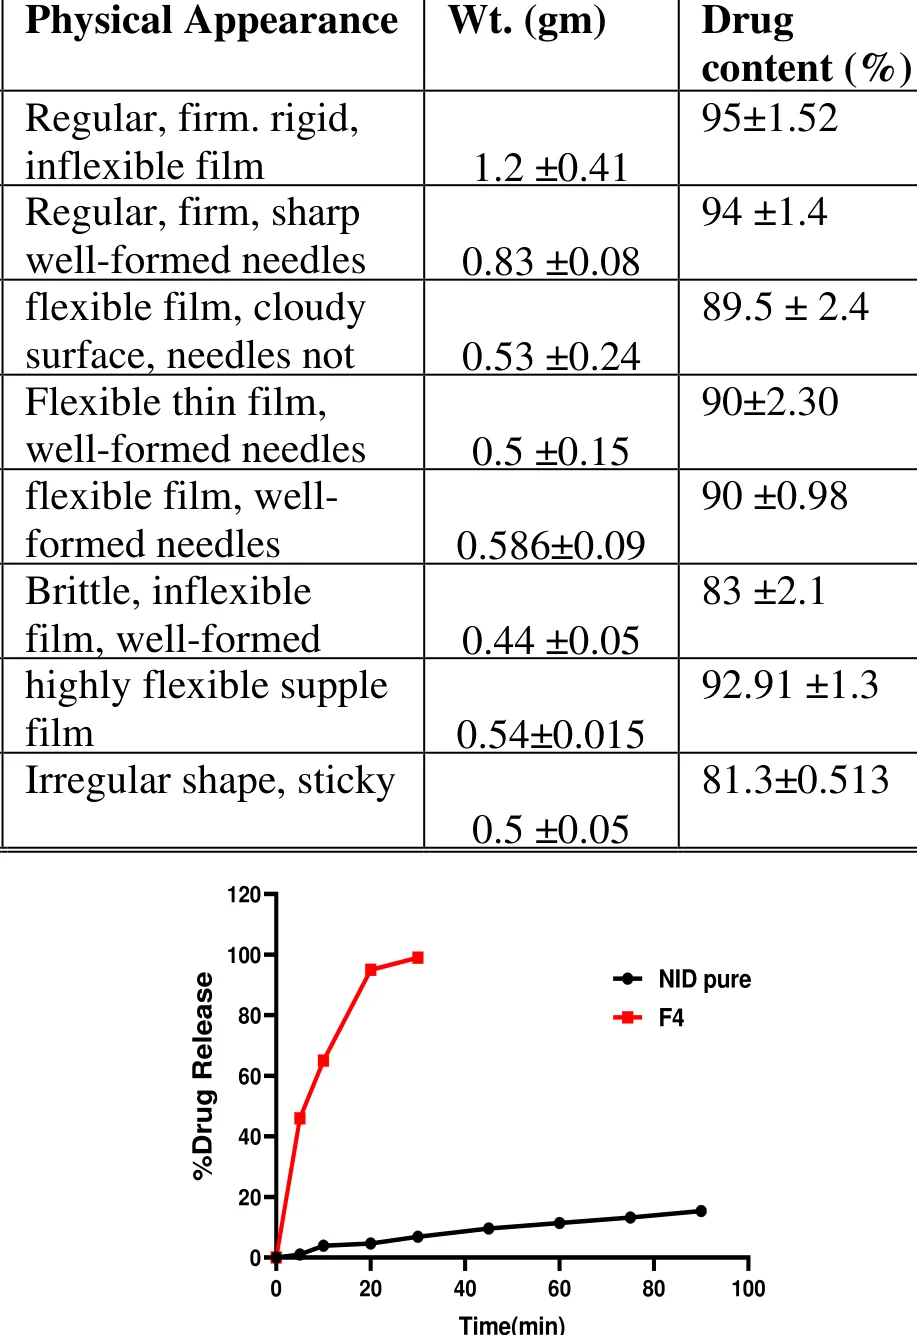 Physical Appearance Wt. (gm) Drug
content (%)
Regular, firm. rigid,
inflexible film
1.2 ±0.41
95±1.52
Regular, firm, sharp
well-formed needles
0.83 ±0.08
94 ±1.4
flexible film, cloudy
surface, needles not
0.53 ±0.24
89.5 ± 2.4
Flexible thin film,
well-formed needles
0.5 ±0.15
90±2.30
flexible film, well-
formed needles
0.586±0.09
90 ±0.98
Brittle, inflexible
film, well-formed
0.44 ±0.05
83 ±2.1
highly flexible supple
film
0.54±0.015
92.91 ±1.3
Irregular shape, sticky
0.5 ±0.05
81.3±0.513
120
100
80
60
40
20
0
%Drug Release
NID pure
F4
0 20 40 60 80 100
Time(min)